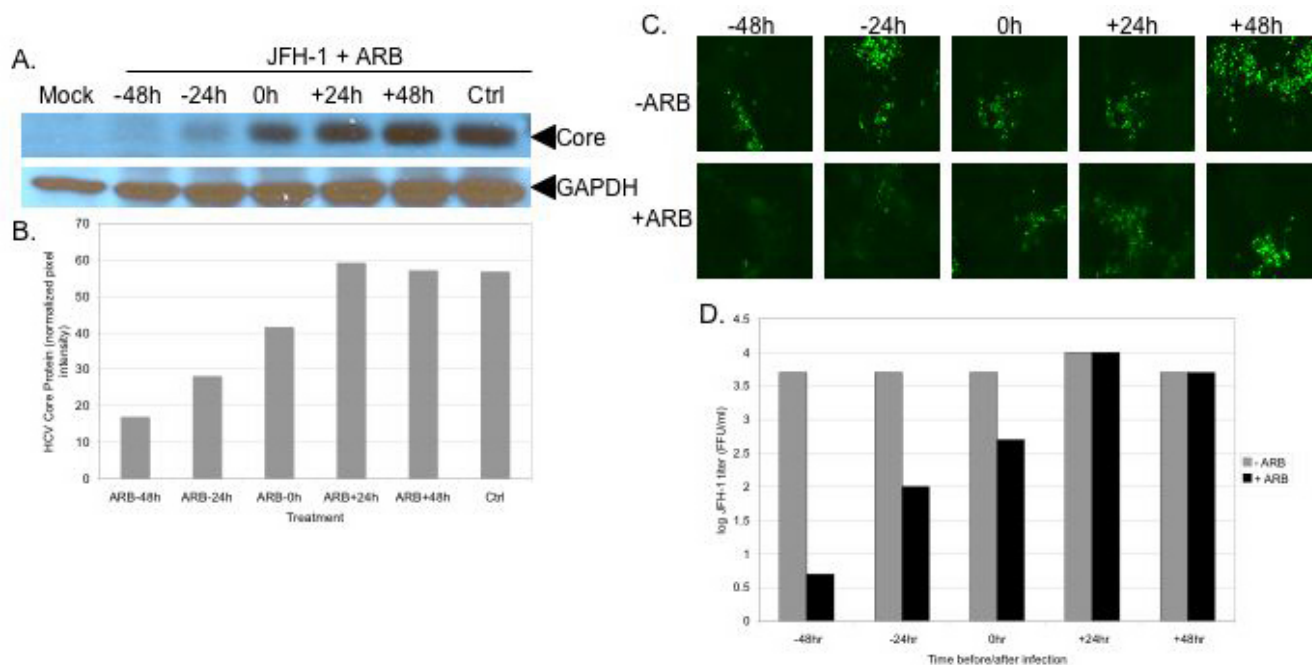 A.
JFH-1 + ARB
Mock -48h -24h 0h +24h +48h Ctrl
Core
GAPDH
B.
HCV Core Protein (normalized pixel
intensity)
70
60
50
40
30
20
10
0
ARB-48h ARB-24h ARB-0h ARB+24h ARB+48h Ctrl
Treatment
C.
-48h -24h 0h +24h +48h
-ARB
+ARB
D.
log JFH-1 titer (FFU/ml)
4.5
4
3.5
3
2.5
2
1.5
1
0.5
0
-48hr -24hr 0hr +24hr +48hr
Time before/after infection
- ARB
+ ARB